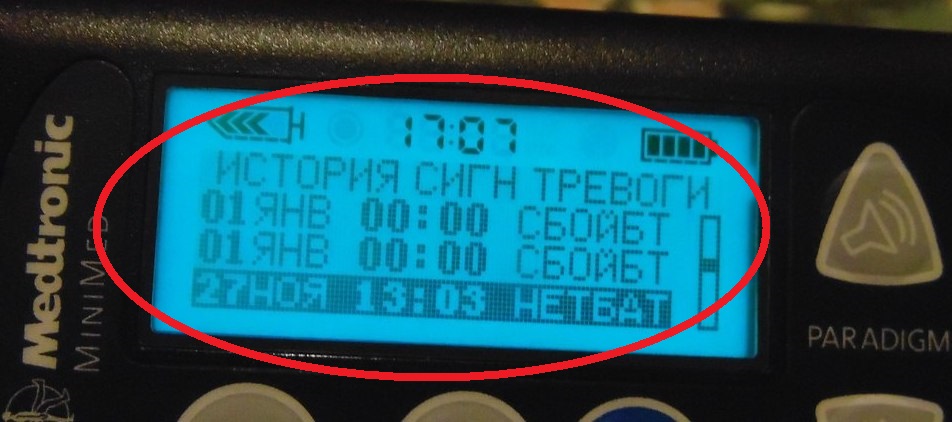 17:07
ИСТОРИЯ СИГН ТРЕВОГИ
01ЯНВ 00:00 СБОЙБТ
01ЯНВ 00:00 СБОЙБТ
27НОЯ 13:03 НЕТБАТ
Medtronic
MINIMED
PARADIGM